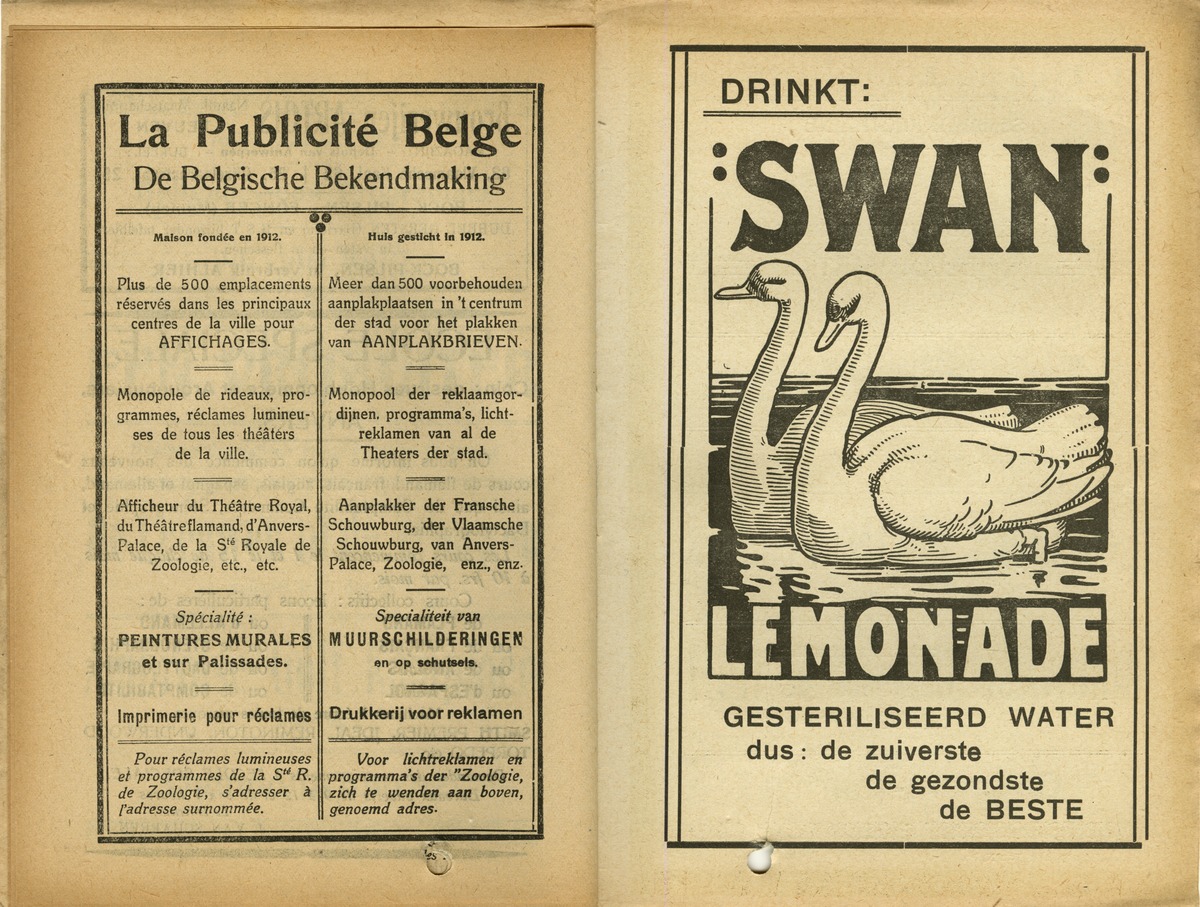 La Publicité Belge
De Belgische Bekendmaking
Maison fondée en 1912.
Plus de 500 emplacements
réservés dans les principaux
centres de la ville pour
AFFICHAGES.
Monopole de rideaux, pro-
grammes, réclames lumineu-
ses de tous les théâtérs
de la ville.
Afficheur du Théâtre Royal,
du Théâtre flamand, d'Anvers-
Palace, de la Sté Royale de
Zoologie, etc., etc.
Spécialité :
PEINTURES MURALES
et sur Palissades.
Imprimerie pour réclames
Pour réclames lumineuses
et programmes de la Sté R.
de Zoologie, s'adresser à
l'adresse surnommée.
Huis gesticht in 1912.
Meer dan 500 voorbehouden
aanplakplaatsen in 't centrum
der stad voor het plakken
van AANPLAKBRIEVEN.
Monopool der reklaamgor-
dijnen, programma's, licht-
reklamen van al de
Theaters der stad.
Aanplakker der Fransche
Schouwburg, der Vlaamsche
Schouwburg, van Anvers-
Palace, Zoologie, enz., enz.
Specialiteit van
MUURSCHILDERINGEN
en op schutsels.
Drukkerij voor reklamen
Voor lichtreklamen en
programma's der "Zoologie,
zich te wenden aan boven,
genoemd adres.
DRINKT:
:SWAN:
LEMONADE
GESTERILISEERD WATER
dus: de zuiverste
de gezondste
de BESTE